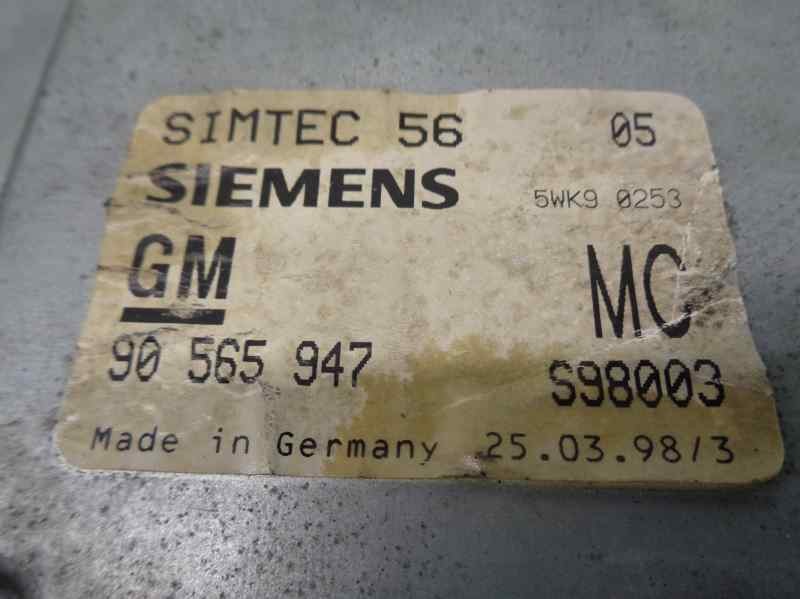 SIMTEC 56 05
SIEMENS 5WK9 0253
GM MC
90 565 947 S98003
Made in Germany 25.03.98/3